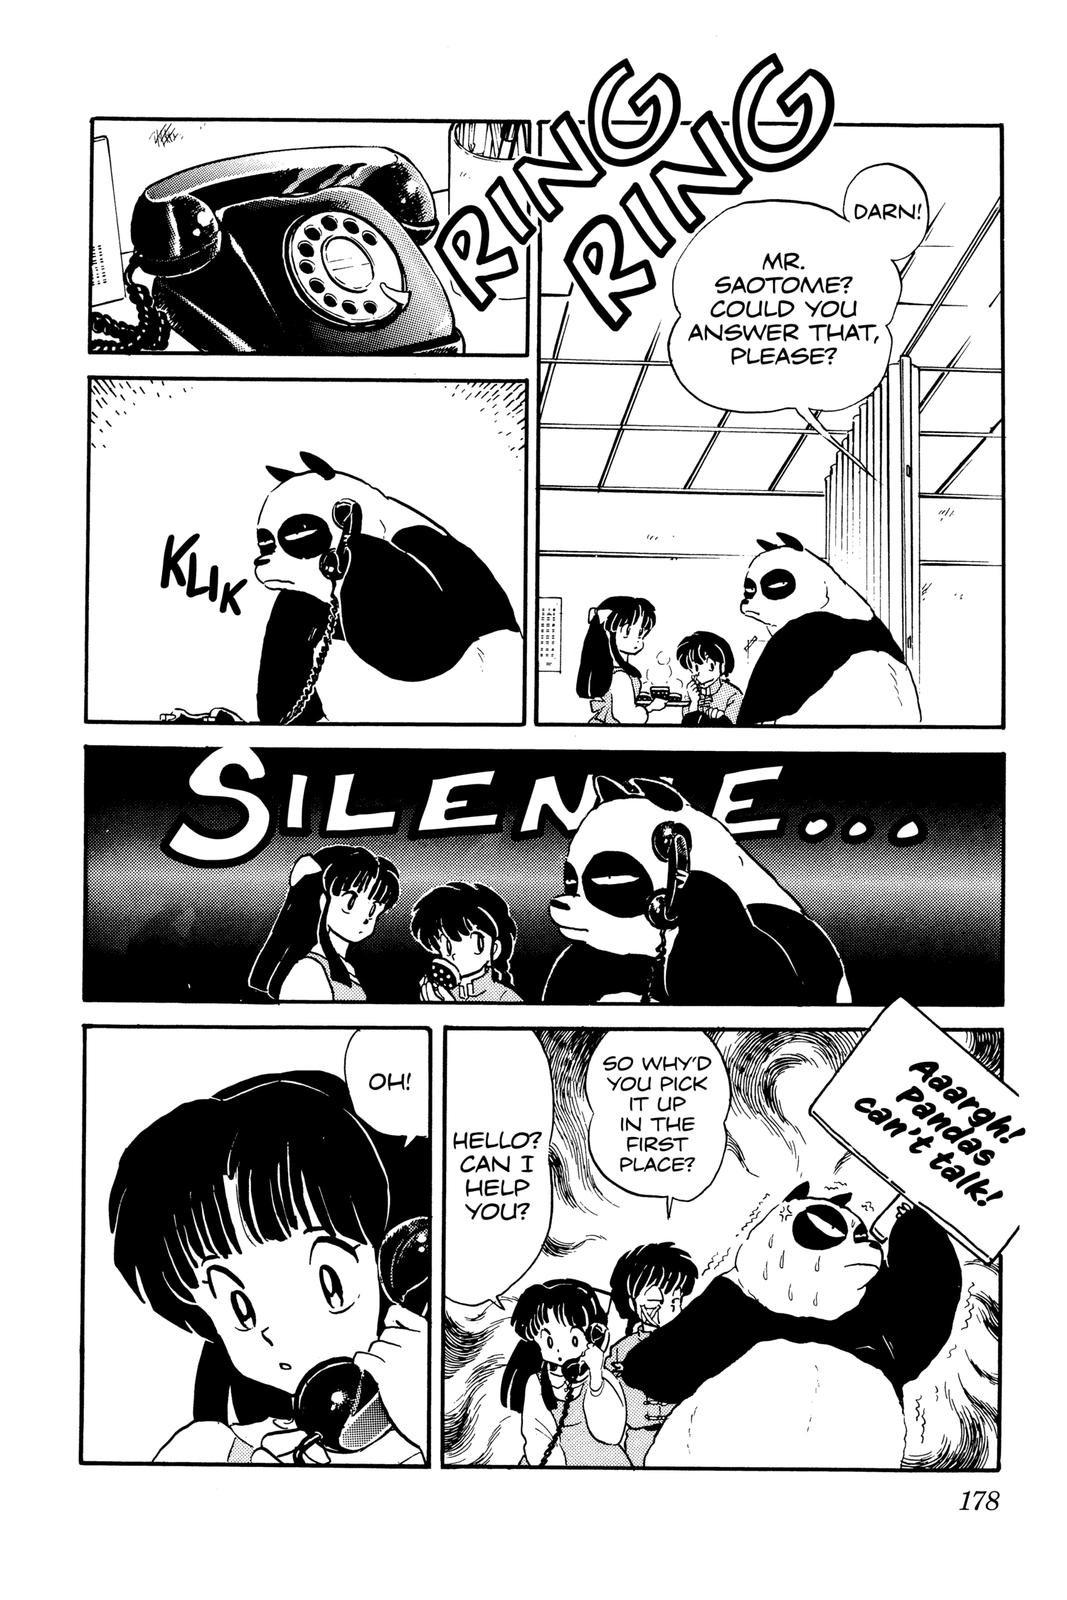 RING
RING
DARN!
MR.
SAOTOME?
COULD YOU
ANSWER THAT,
PLEASE?
KLIK
SILENCE...
OH!
HELLO?
CAN I
HELP
YOU?
SO WHY'D
YOU PICK
IT UP
IN THE
FIRST
PLACE?
Aaargh!
Pandas
can't talk!
178